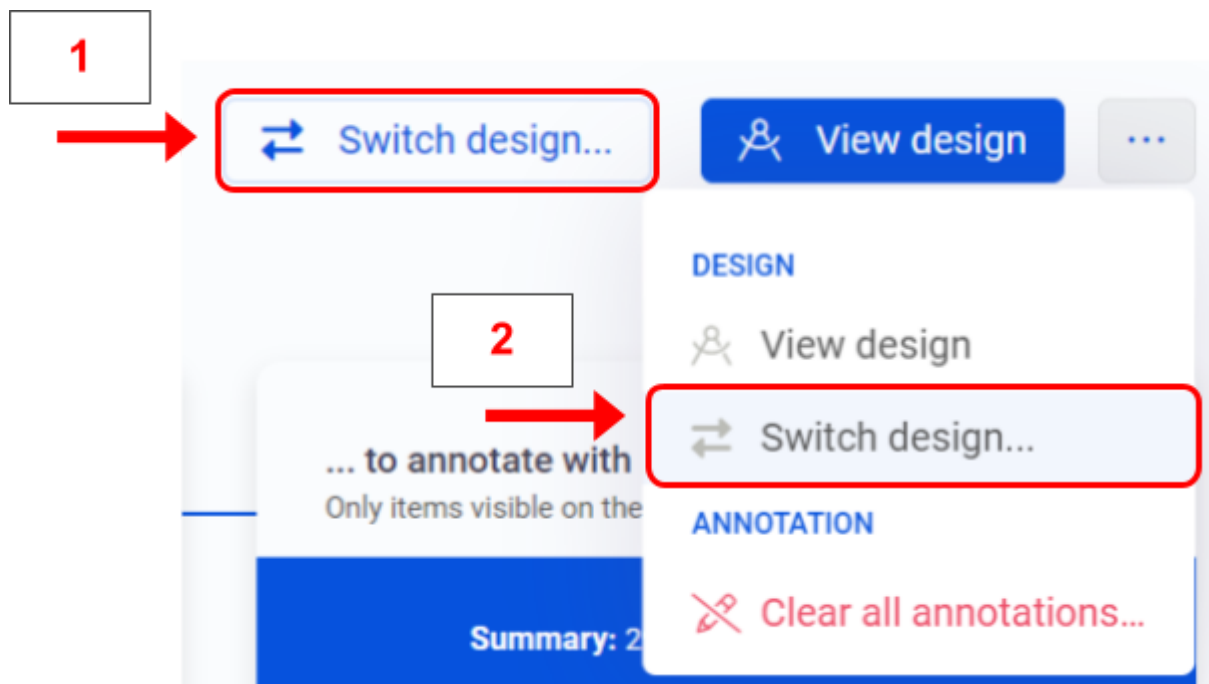 1
Switch design...
View design
...
DESIGN
View design
2
Switch design...
... to annotate with
Only items visible on the
ANNOTATION
Clear all annotations...
Summary: 2